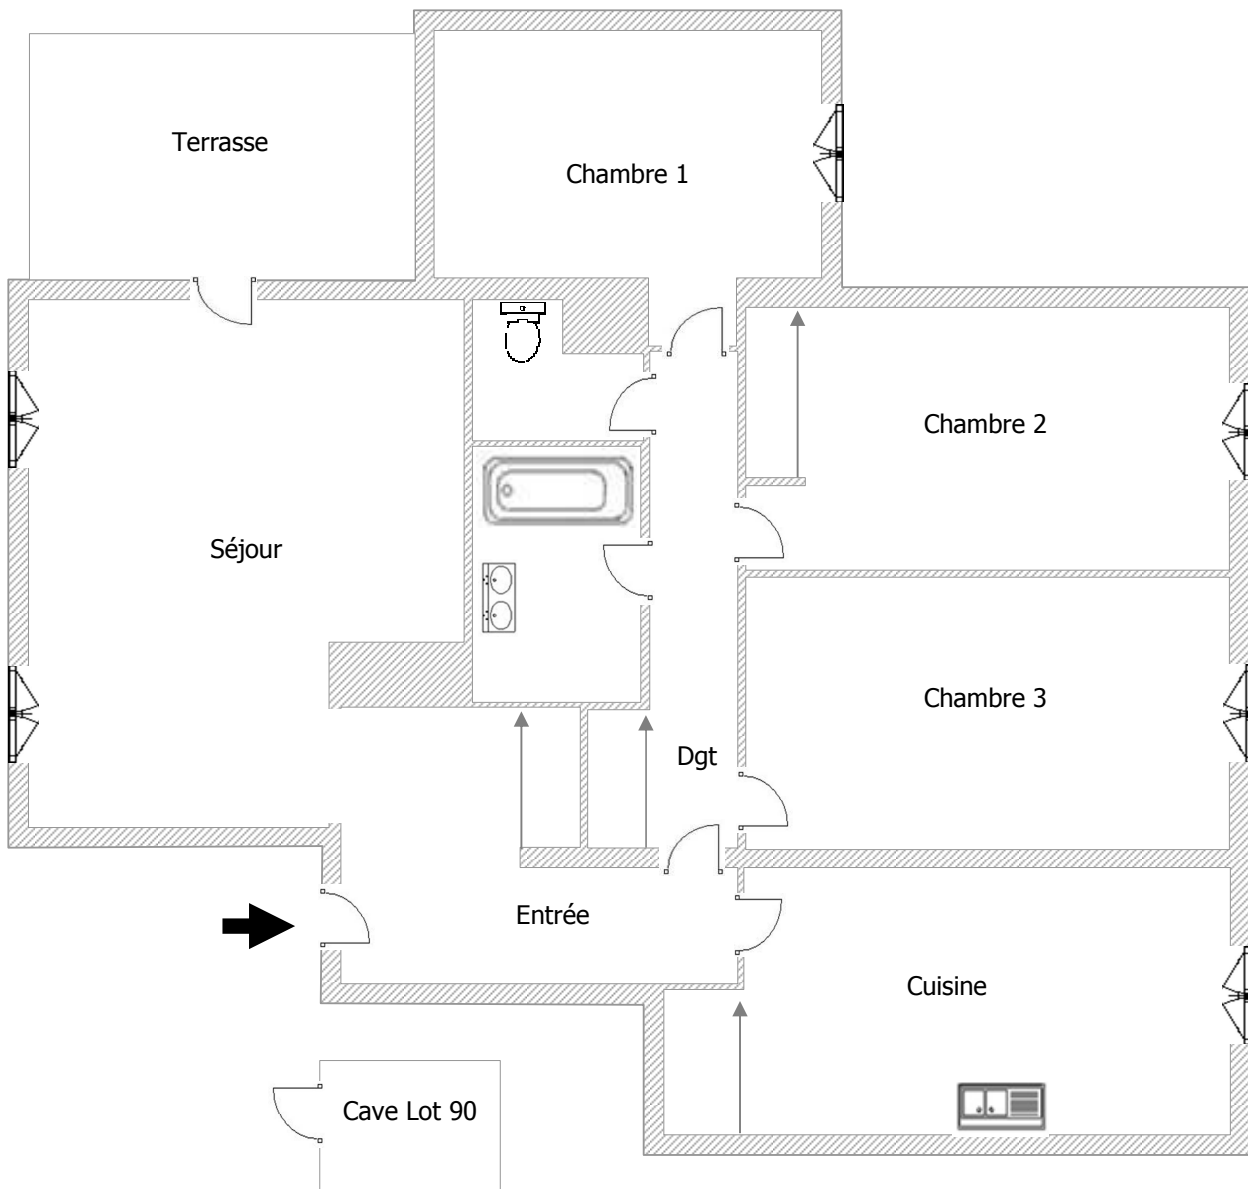 Terrasse
Chambre 1
Chambre 2
Séjour
Chambre 3
Dgt
Entrée
Cuisine
Cave Lot 90